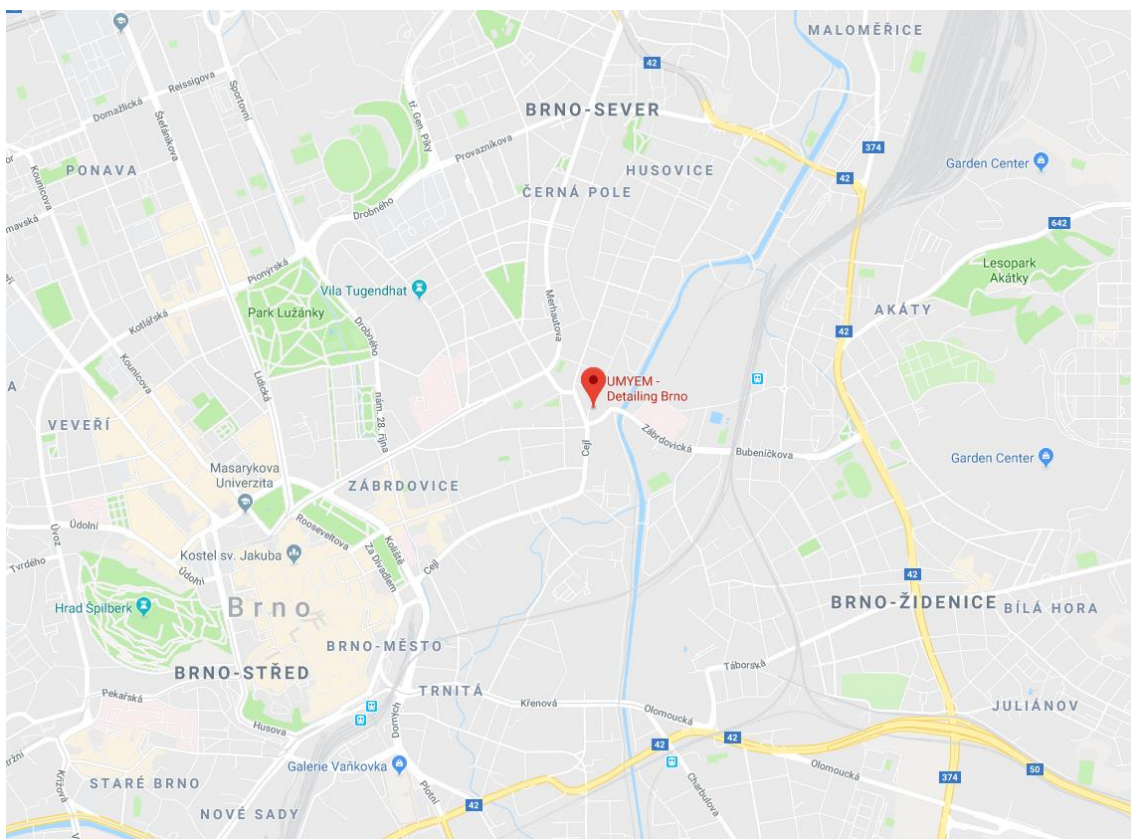 MALOMĚŘICE
42
BRNO-SEVER
Reissigova
Domažlická
Sportovní
Štefánikova
tř. Gen. Píky
Provazníkova
PONAVA
Kounicova
HUSOVICE
ČERNÁ POLE
374
Garden Center
42
Drobného
642
Lesopark
Akátky
Pionýrská
Vila Tugendhat
Park Lužánky
Merhautova
AKÁTY
Kotlářská
Drobného
42
Kounicova
Lidická
UMYEM -
Detailing Brno
nám. 28. října
VEVEŘÍ
Cejl
Zábrdovická
Bubeníčkova
Garden Center
Masarykova
Univerzita
ZÁBRDOVICE
Údolní
Úvoz
Rooseveltova
Koliště
Za Divadlem
Tvrdého
Kostel sv. Jakuba
Údolní
Cejl
42
Hrad Špilberk
Brno
BRNO-ŽIDENICE
BÍLÁ HORA
BRNO-MĚSTO
BRNO-STŘED
Táborská
TRNITÁ
Pekařská
Křenová
Olomoucká
JULIÁNOV
Husova
Dornych
42
42
Galerie Vaňkovka
Olomoucká
50
374
STARÉ BRNO
Křížová
Plotní
Charbulova
42
NOVÉ SADY